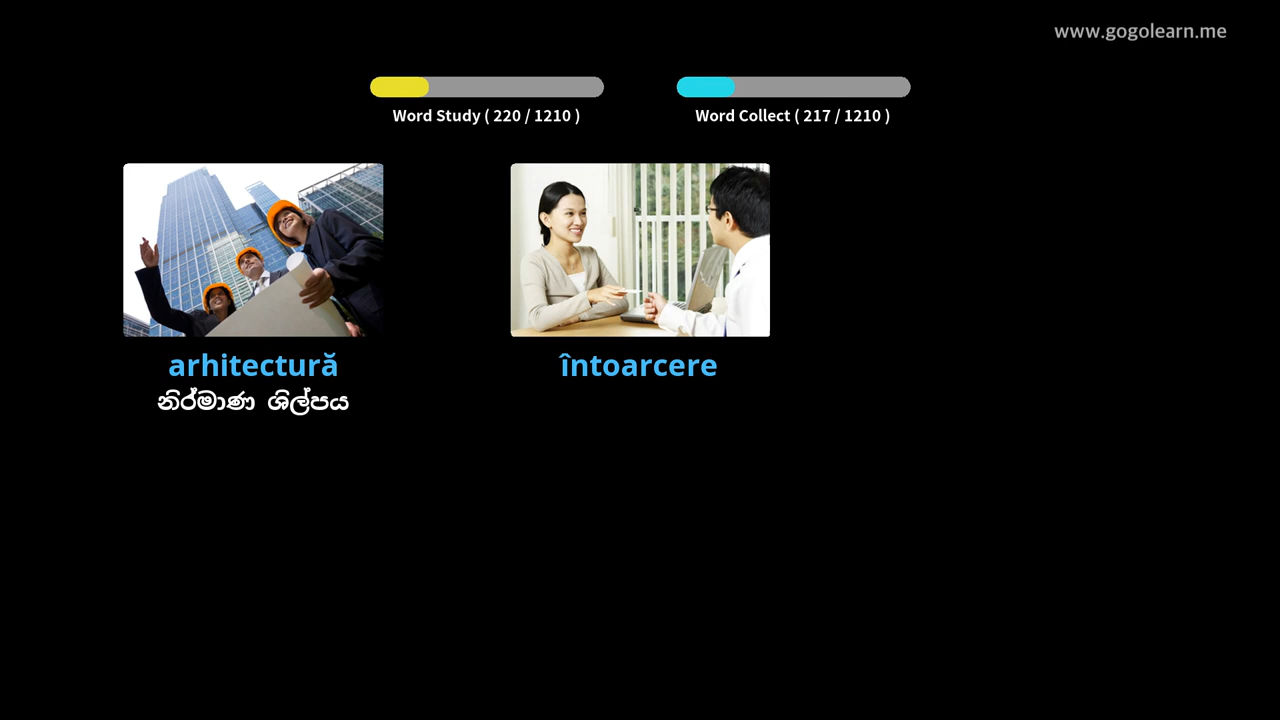 www.gogolearn.me
Word Study ( 220 / 1210 )
Word Collect ( 217 / 1210 )
arhitectură
නිර්මාණ ශිල්පය
întoarcere